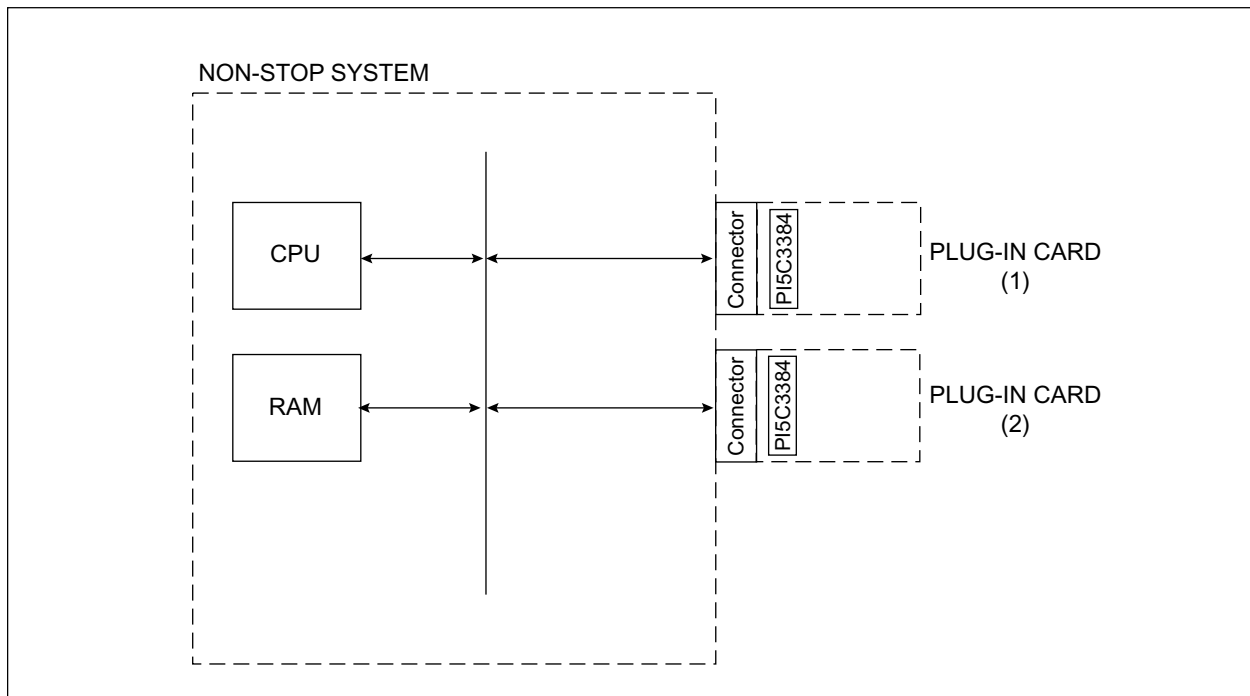 NON-STOP SYSTEM
CPU
Connector
PI5C3384
PLUG-IN CARD
(1)
RAM
Connector
PI5C3384
PLUG-IN CARD
(2)